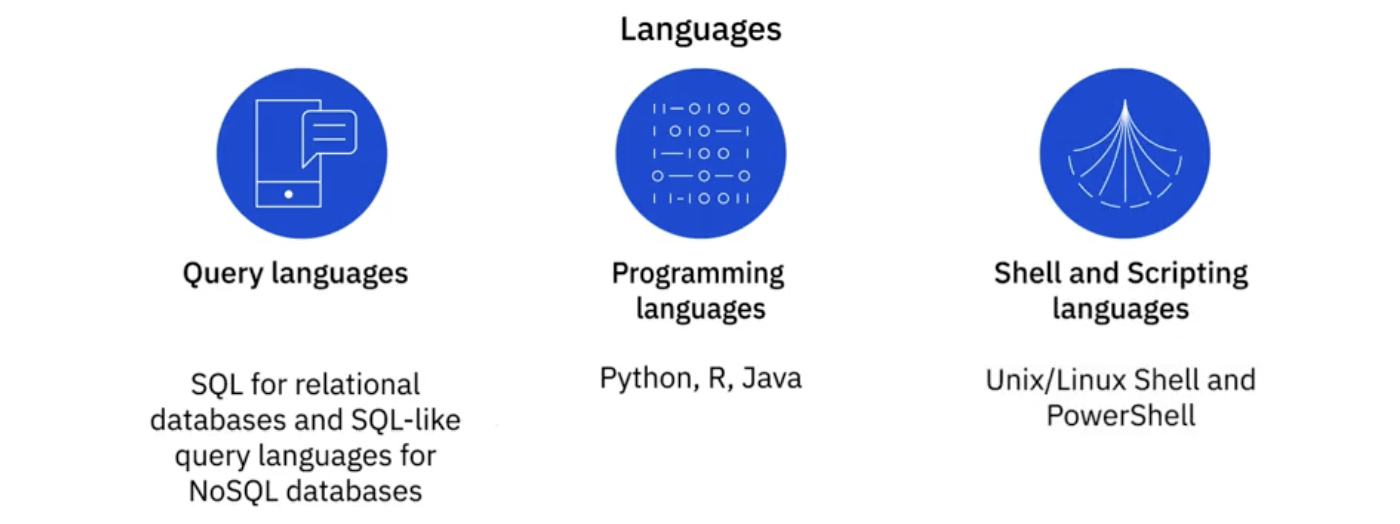 Languages
Query languages
SQL for relational
databases and SQL-like
query languages for
NoSQL databases
Programming
languages
Python, R, Java
Shell and Scripting
languages
Unix/Linux Shell and
PowerShell